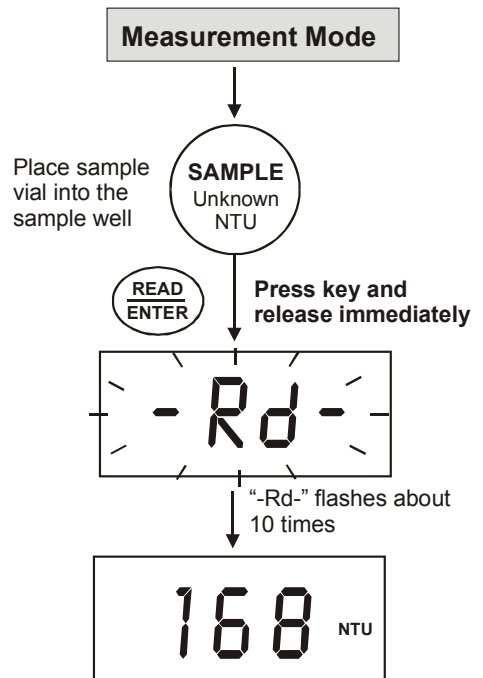 Measurement Mode
Place sample
vial into the
sample well
SAMPLE
Unknown
NTU
READ
ENTER
Press key and
release immediately
-Rd-
“-Rd-” flashes about
10 times
168 NTU